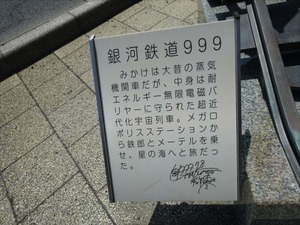 銀河鉄道999
みかけは大昔の蒸気
機関車だが、中身は耐
エネルギー無限電磁バ
リヤーに守られた超近
代化宇宙列車。メガロ
ポリスステーションか
ら鉄郎とメーテルを乗
せ、星の海へと旅だっ
た。